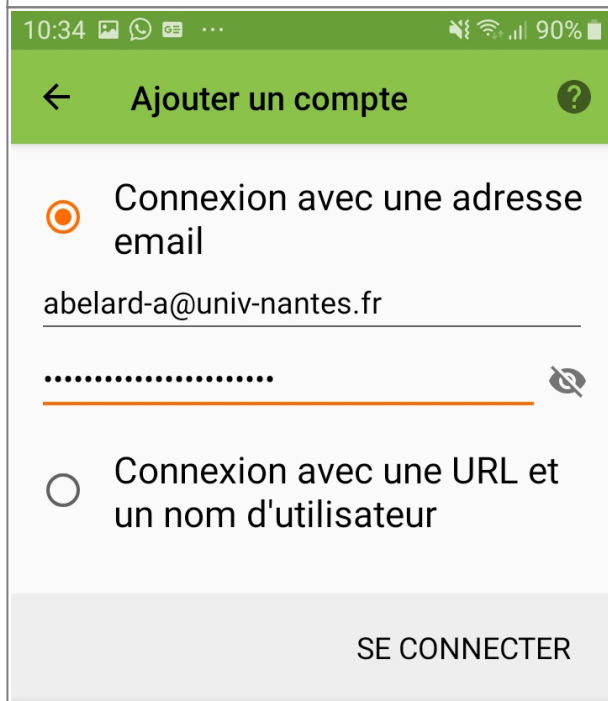 10:34 ... 90%
Ajouter un compte ?
Connexion avec une adresse
email
abelard-a@univ-nantes.fr
•••••••••••••••••••••••
Connexion avec une URL et
un nom d'utilisateur
SE CONNECTER